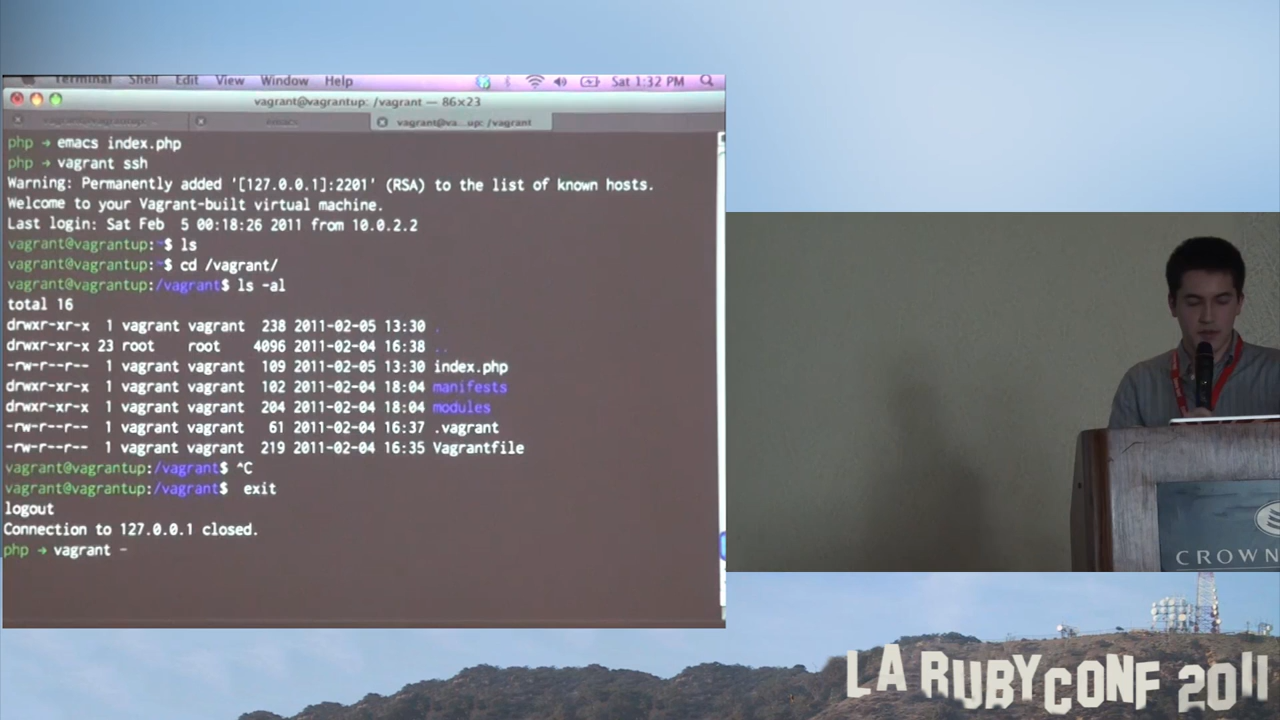 Terminal Shell Edit View Window Help Sat 1:32 PM
vagrant@vagrantup: /vagrant — 86×23
vagrant@vagrantup: ~ emacs vagrant@va...up: /vagrant
php → emacs index.php
php → vagrant ssh
Warning: Permanently added '[127.0.0.1]:2201' (RSA) to the list of known hosts.
Welcome to your Vagrant-built virtual machine.
Last login: Sat Feb  5 00:18:26 2011 from 10.0.2.2
vagrant@vagrantup:~$ ls
vagrant@vagrantup:~$ cd /vagrant/
vagrant@vagrantup:/vagrant$ ls -al
total 16
drwxr-xr-x  1 vagrant vagrant  238 2011-02-05 13:30 .
drwxr-xr-x 23 root    root    4096 2011-02-04 16:38 ..
-rw-r--r--  1 vagrant vagrant  109 2011-02-05 13:30 index.php
drwxr-xr-x  1 vagrant vagrant  102 2011-02-04 18:04 manifests
drwxr-xr-x  1 vagrant vagrant  204 2011-02-04 18:04 modules
-rw-r--r--  1 vagrant vagrant   61 2011-02-04 16:37 .vagrant
-rw-r--r--  1 vagrant vagrant  219 2011-02-04 16:35 Vagrantfile
vagrant@vagrantup:/vagrant$ ^C
vagrant@vagrantup:/vagrant$  exit
logout
Connection to 127.0.0.1 closed.
php → vagrant -
CROWN
LA RUBYCONF 2011